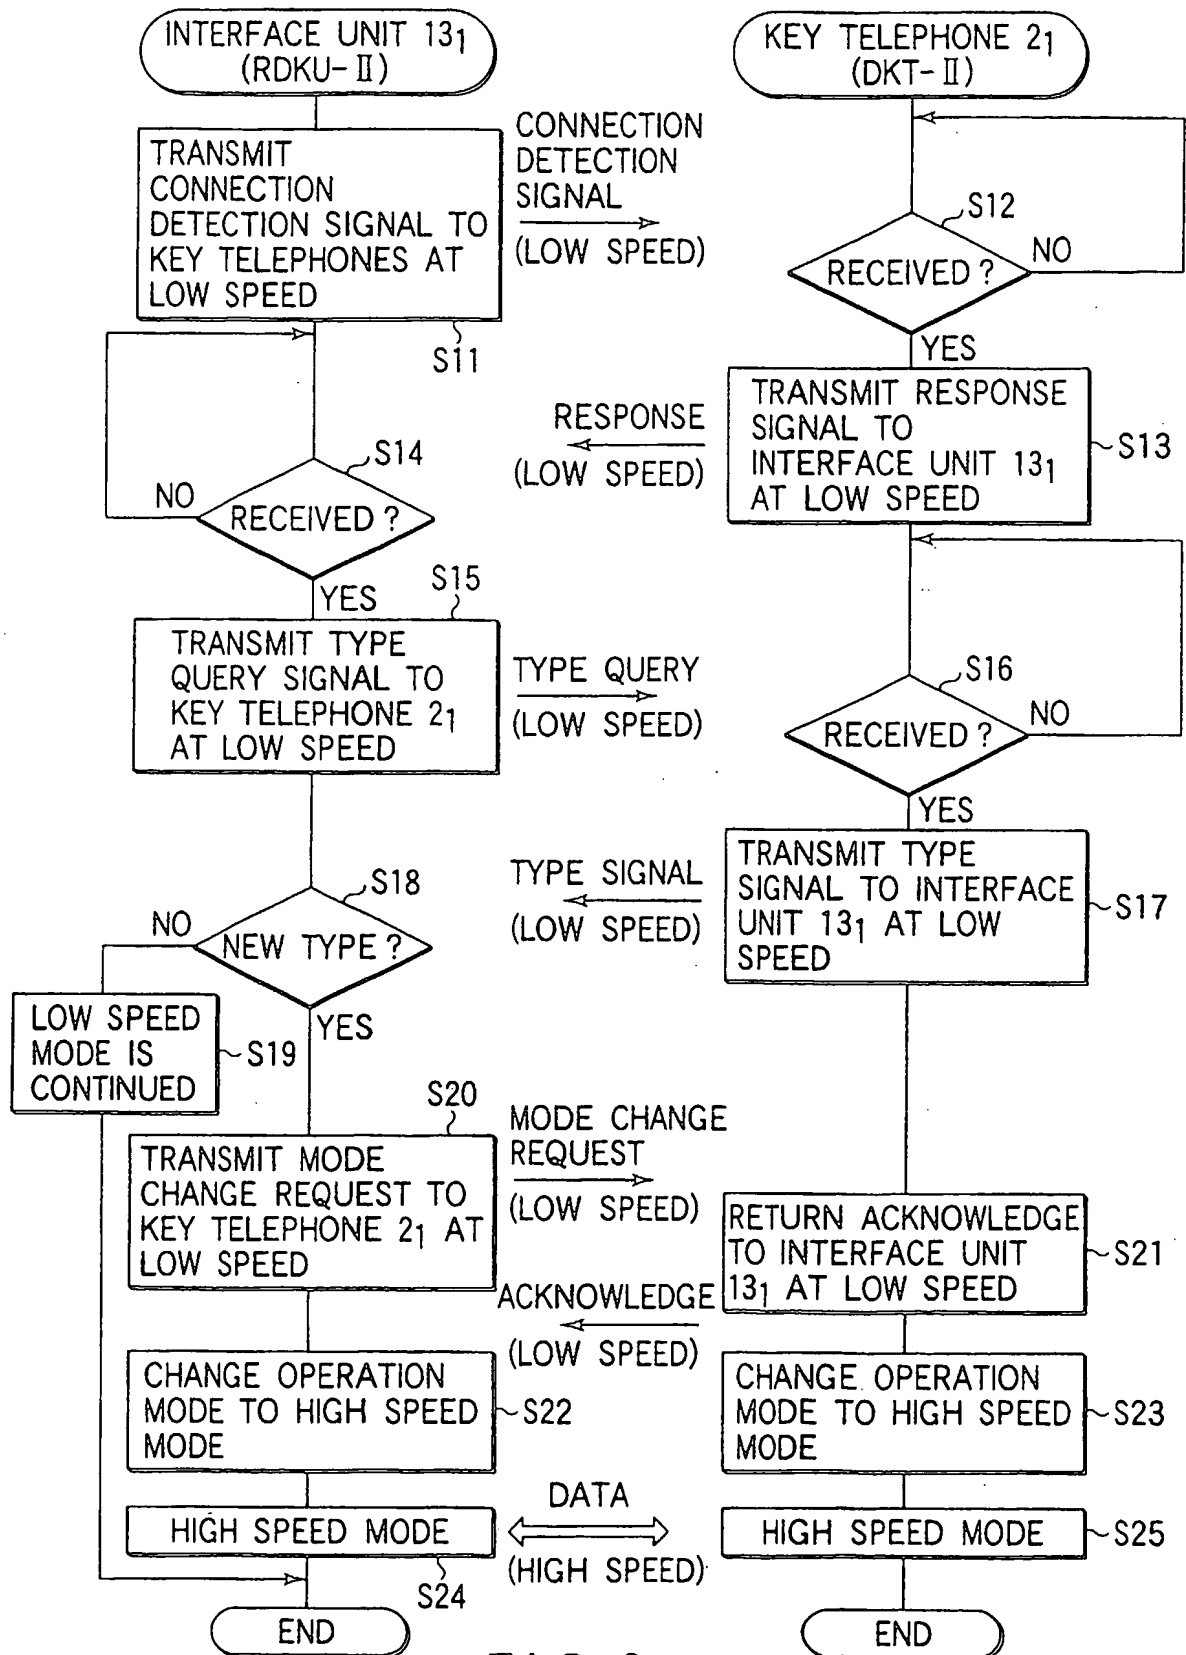 INTERFACE UNIT 13₁
(RDKU-Ⅱ)
KEY TELEPHONE 2₁
(DKT-Ⅱ)
TRANSMIT
CONNECTION
DETECTION SIGNAL TO
KEY TELEPHONES AT
LOW SPEED
S11
CONNECTION
DETECTION
SIGNAL
(LOW SPEED)
S12
RECEIVED?
NO
YES
TRANSMIT RESPONSE
SIGNAL TO
INTERFACE UNIT 13₁
AT LOW SPEED
S13
RESPONSE
(LOW SPEED)
S14
RECEIVED?
NO
YES
S15
TRANSMIT TYPE
QUERY SIGNAL TO
KEY TELEPHONE 2₁
AT LOW SPEED
TYPE QUERY
(LOW SPEED)
S16
RECEIVED?
NO
YES
TRANSMIT TYPE
SIGNAL TO INTERFACE
UNIT 13₁ AT LOW
SPEED
S17
TYPE SIGNAL
(LOW SPEED)
S18
NEW TYPE?
NO
YES
LOW SPEED
MODE IS
CONTINUED
S19
S20
TRANSMIT MODE
CHANGE REQUEST TO
KEY TELEPHONE 2₁ AT
LOW SPEED
MODE CHANGE
REQUEST
(LOW SPEED)
RETURN ACKNOWLEDGE
TO INTERFACE UNIT
13₁ AT LOW SPEED
S21
ACKNOWLEDGE
(LOW SPEED)
CHANGE OPERATION
MODE TO HIGH SPEED
MODE
S22
CHANGE OPERATION
MODE TO HIGH SPEED
MODE
S23
HIGH SPEED MODE
S24
DATA
(HIGH SPEED)
HIGH SPEED MODE
S25
END
END